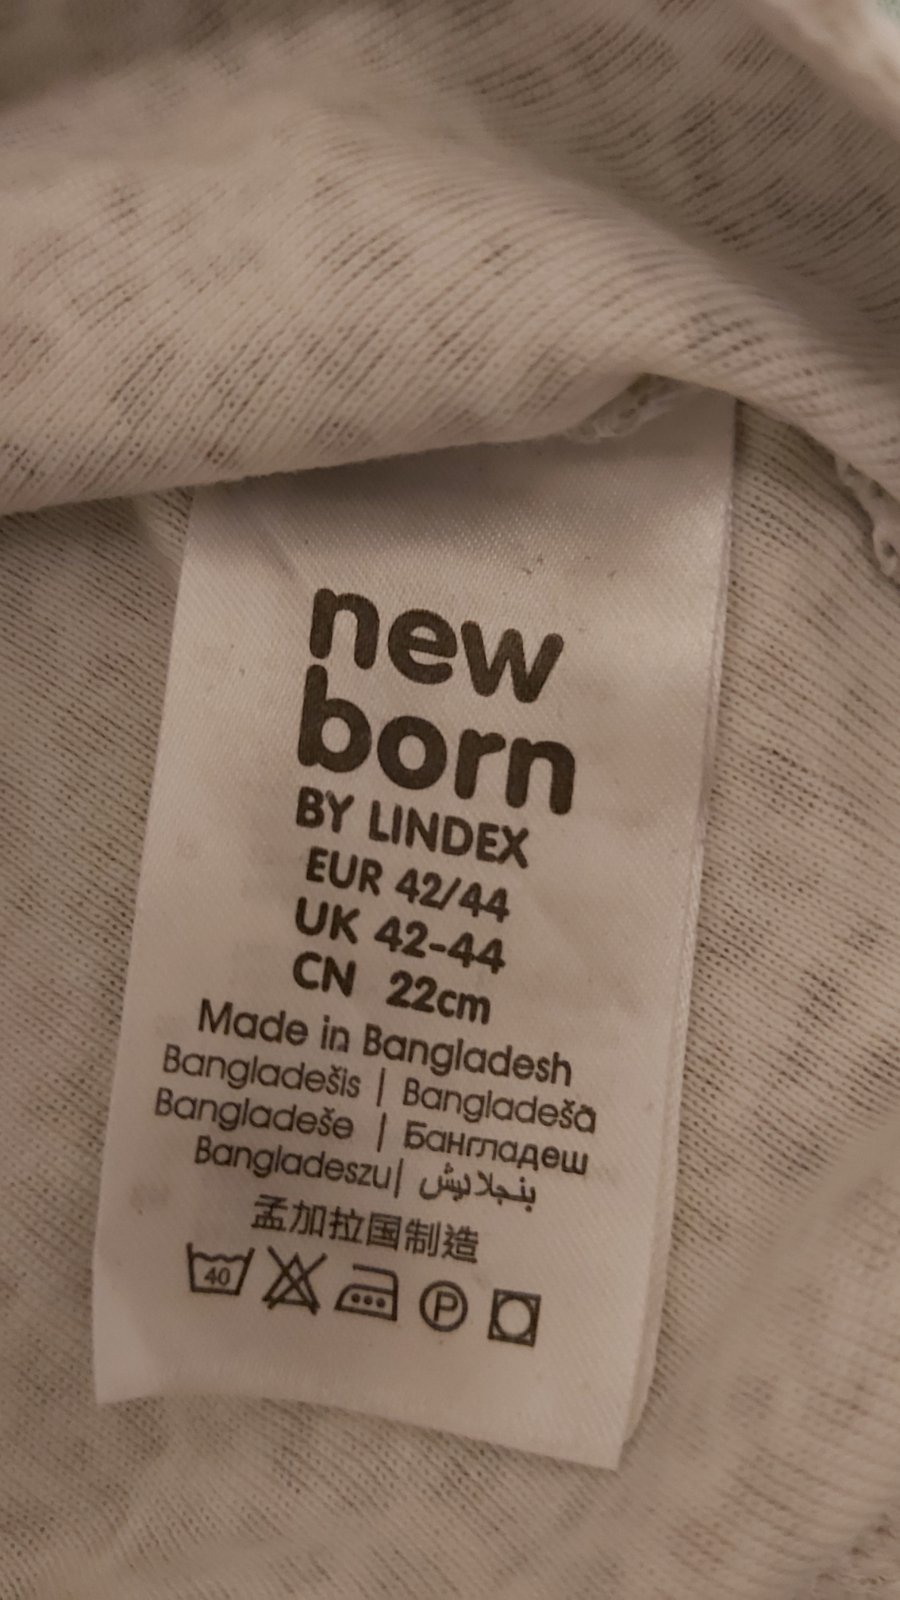 new
born
BY LINDEX
EUR 42/44
UK 42-44
CN 22cm
Made in Bangladesh
Bangladešis | Bangladešā
Bangladeše | Бангладеш
Bangladeszu| بنجلاديش
孟加拉国制造
40 P